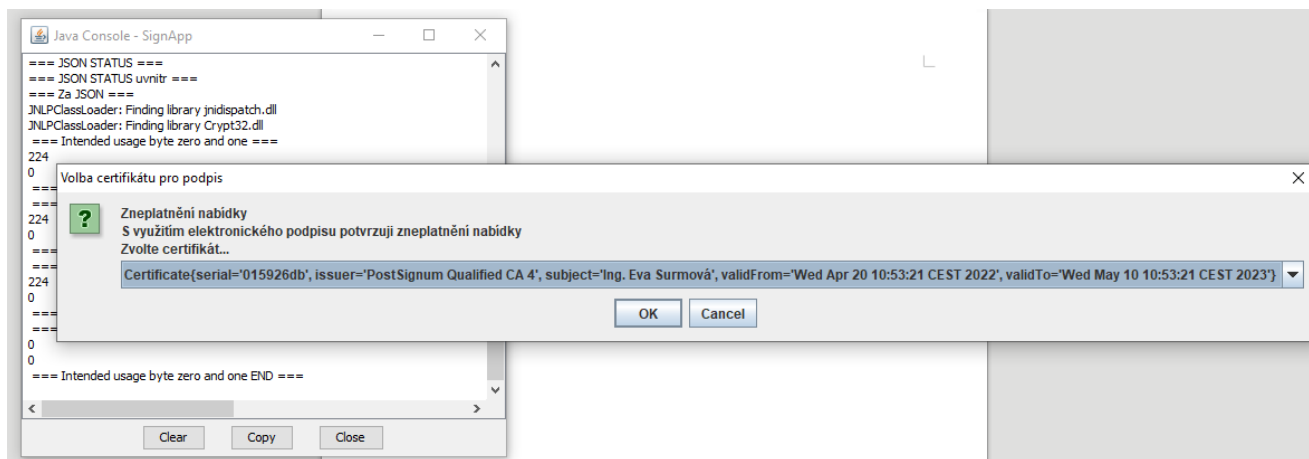 Java Console - SignApp
=== JSON STATUS ===
=== JSON STATUS uvnitr ===
=== Za JSON ===
JNLPClassLoader: Finding library jnidispatch.dll
JNLPClassLoader: Finding library Crypt32.dll
=== Intended usage byte zero and one ===
224
0
===
===
224
0
===
===
224
0
===
===
0
0
=== Intended usage byte zero and one END ===
Clear Copy Close
Volba certifikátu pro podpis
Zneplatnění nabídky
S využitím elektronického podpisu potvrzuji zneplatnění nabídky
Zvolte certifikát...
Certificate{serial='015926db', issuer='PostSignum Qualified CA 4', subject='Ing. Eva Surmová', validFrom='Wed Apr 20 10:53:21 CEST 2022', validTo='Wed May 10 10:53:21 CEST 2023'}
OK Cancel